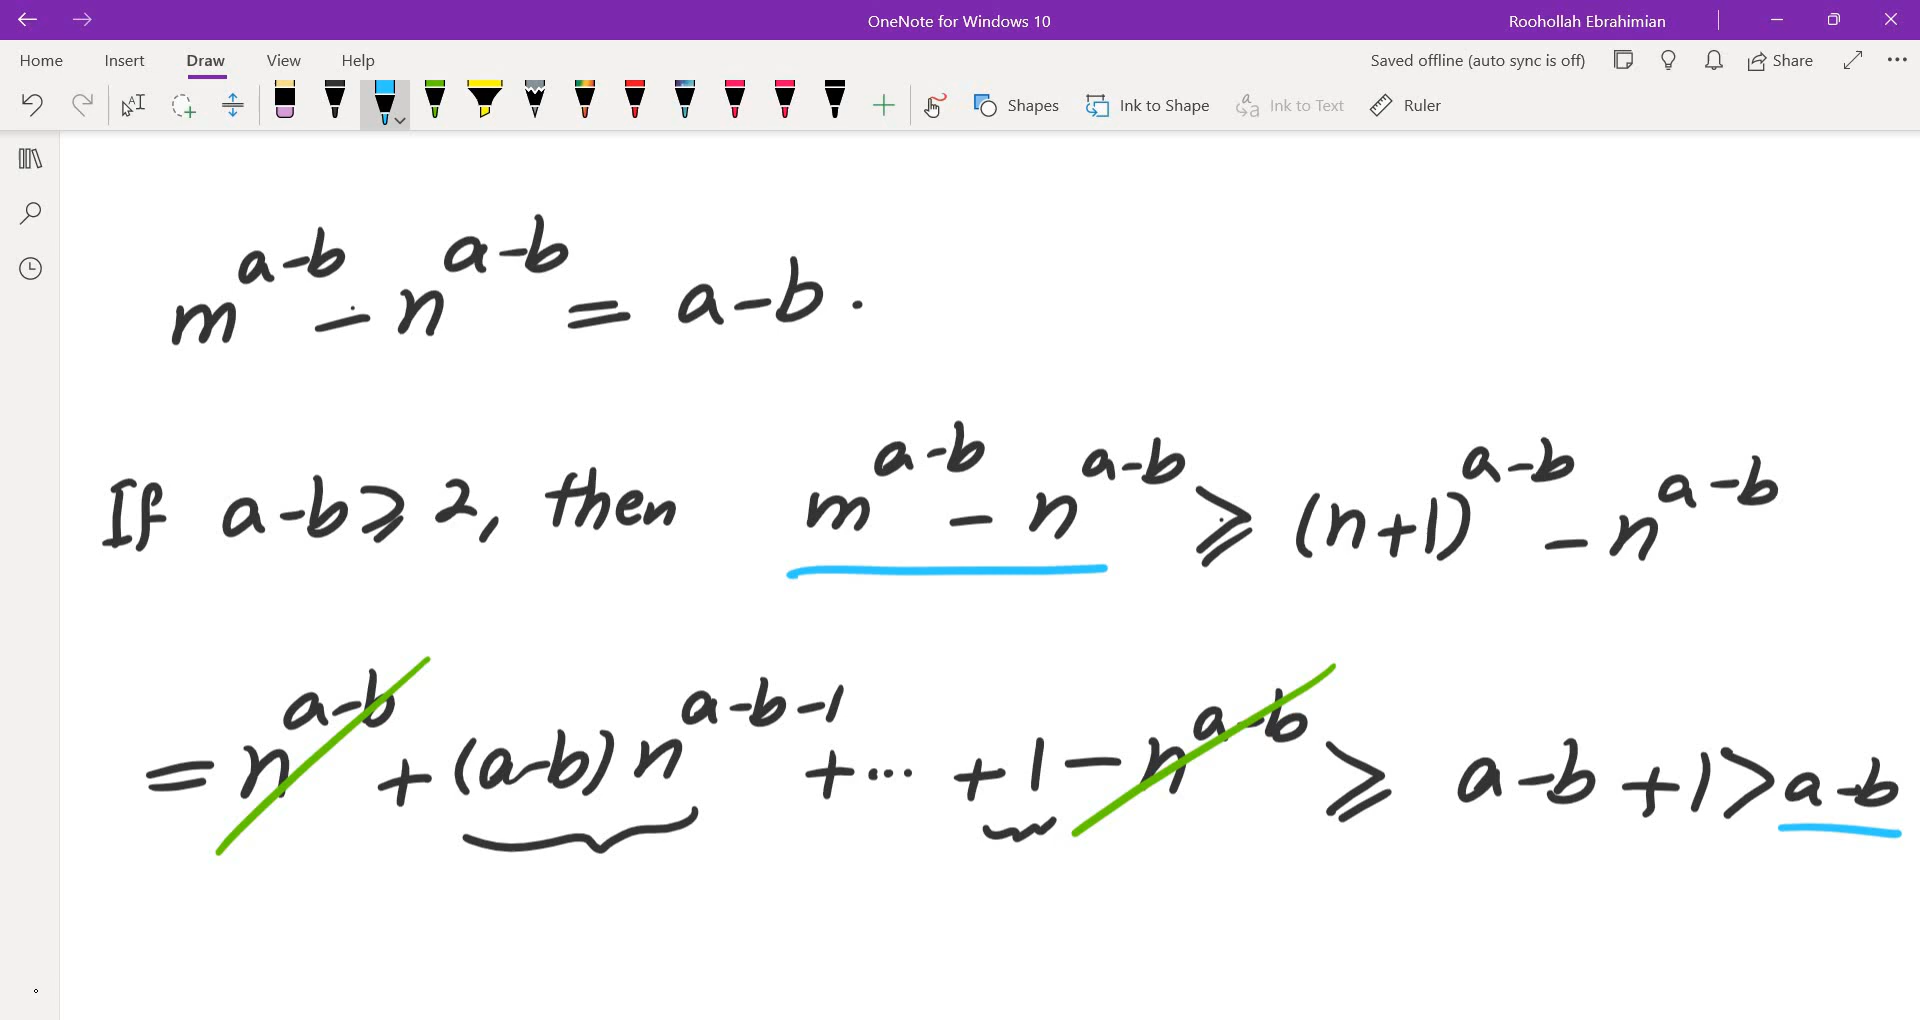 OneNote for Windows 10
Roohollah Ebrahimian
Home Insert Draw View Help
Saved offline (auto sync is off) Share
Shapes Ink to Shape Ink to Text Ruler
m^{a-b} - n^{a-b} = a-b.
If a-b ≥ 2, then m^{a-b} - n^{a-b} ≥ (n+1)^{a-b} - n^{a-b}
= n^{a-b} + (a-b) n^{a-b-1} + ... + 1 - n^{a-b} ≥ a-b+1 > a-b